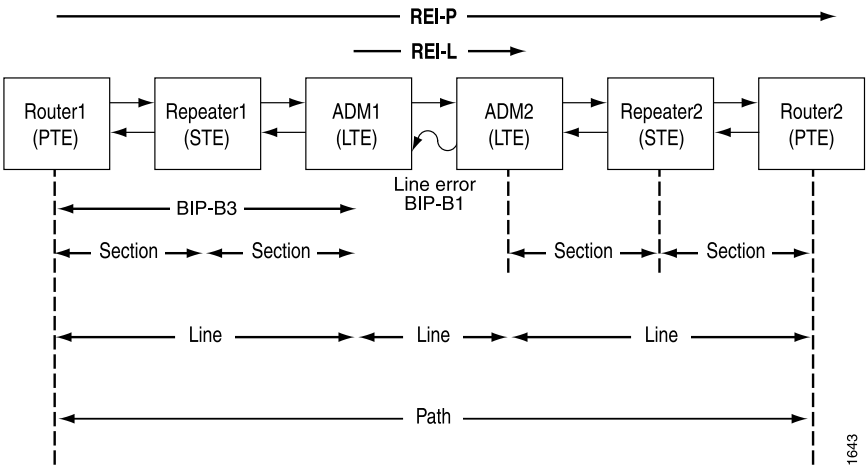 REI-P
REI-L
Router1
(PTE)
Repeater1
(STE)
ADM1
(LTE)
ADM2
(LTE)
Repeater2
(STE)
Router2
(PTE)
Line error
BIP-B1
BIP-B3
Section
Section
Section
Section
Line
Line
Line
Path
1643